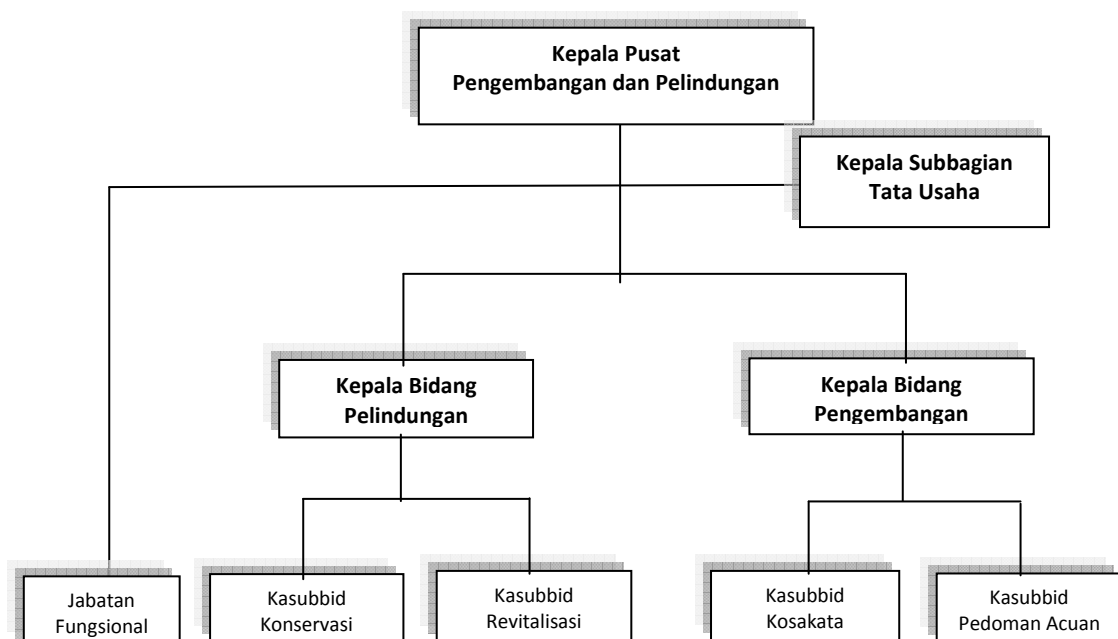 Kepala Pusat
Pengembangan dan Pelindungan
Kepala Subbagian
Tata Usaha
Kepala Bidang
Pelindungan
Kepala Bidang
Pengembangan
Jabatan
Fungsional
Kasubbid
Konservasi
Kasubbid
Revitalisasi
Kasubbid
Kosakata
Kasubbid
Pedoman Acuan